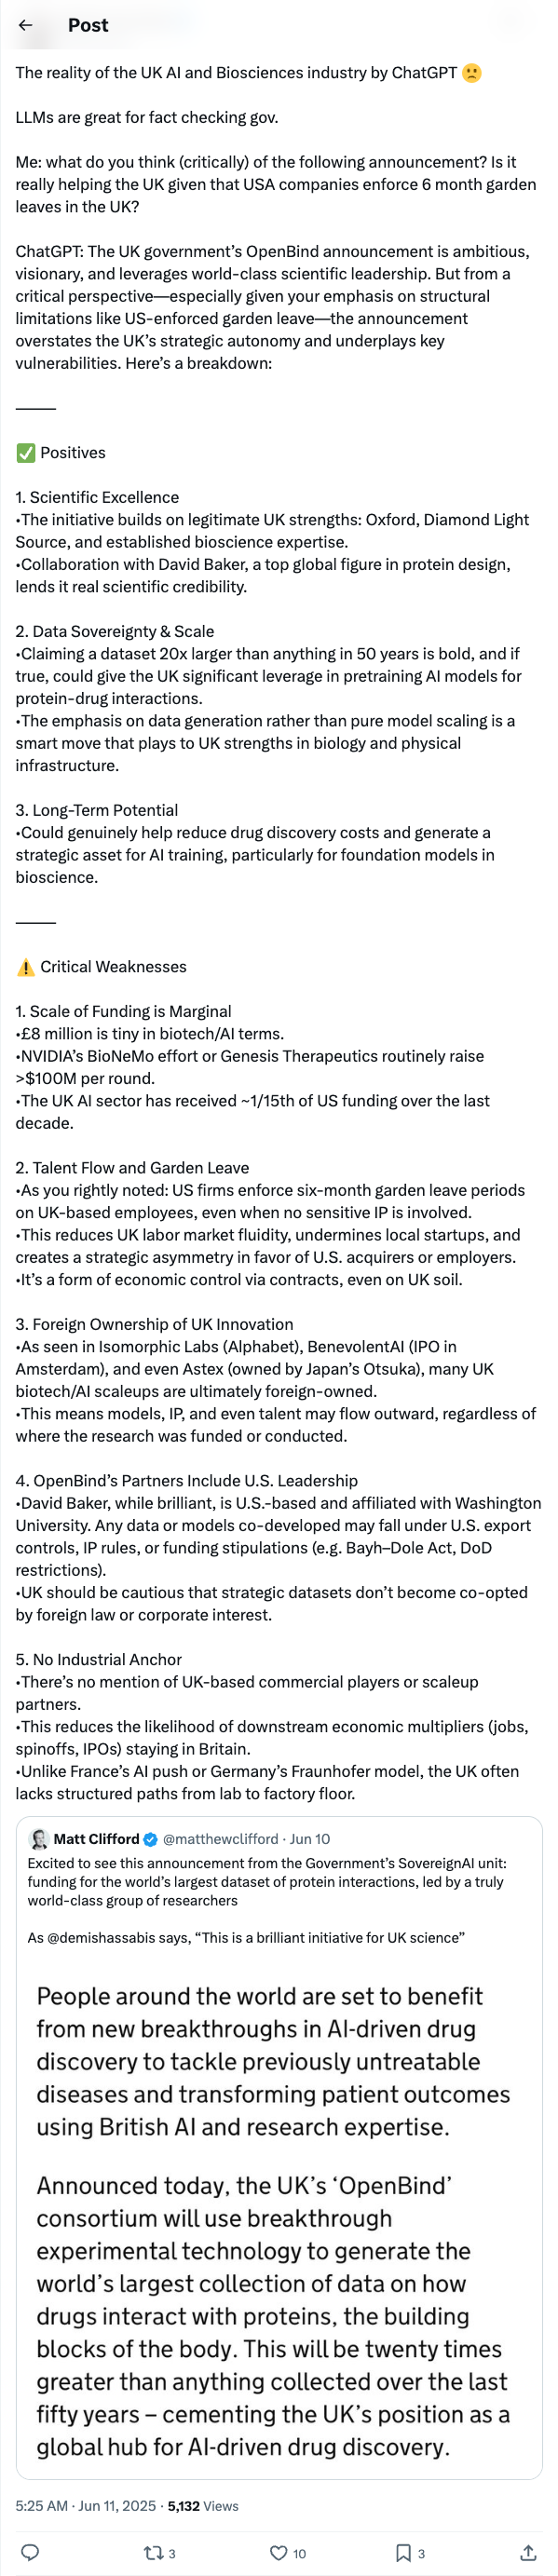 Post
The reality of the UK AI and Biosciences industry by ChatGPT 🙁
LLMs are great for fact checking gov.
Me: what do you think (critically) of the following announcement? Is it
really helping the UK given that USA companies enforce 6 month garden
leaves in the UK?
ChatGPT: The UK government’s OpenBind announcement is ambitious,
visionary, and leverages world-class scientific leadership. But from a
critical perspective—especially given your emphasis on structural
limitations like US-enforced garden leave—the announcement
overstates the UK’s strategic autonomy and underplays key
vulnerabilities. Here’s a breakdown:
⸻
✅ Positives
1. Scientific Excellence
•The initiative builds on legitimate UK strengths: Oxford, Diamond Light
Source, and established bioscience expertise.
•Collaboration with David Baker, a top global figure in protein design,
lends it real scientific credibility.
2. Data Sovereignty & Scale
•Claiming a dataset 20x larger than anything in 50 years is bold, and if
true, could give the UK significant leverage in pretraining AI models for
protein-drug interactions.
•The emphasis on data generation rather than pure model scaling is a
smart move that plays to UK strengths in biology and physical
infrastructure.
3. Long-Term Potential
•Could genuinely help reduce drug discovery costs and generate a
strategic asset for AI training, particularly for foundation models in
bioscience.
⸻
⚠️ Critical Weaknesses
1. Scale of Funding is Marginal
•£8 million is tiny in biotech/AI terms.
•NVIDIA’s BioNeMo effort or Genesis Therapeutics routinely raise
>$100M per round.
•The UK AI sector has received ~1/15th of US funding over the last
decade.
2. Talent Flow and Garden Leave
•As you rightly noted: US firms enforce six-month garden leave periods
on UK-based employees, even when no sensitive IP is involved.
•This reduces UK labor market fluidity, undermines local startups, and
creates a strategic asymmetry in favor of U.S. acquirers or employers.
•It’s a form of economic control via contracts, even on UK soil.
3. Foreign Ownership of UK Innovation
•As seen in Isomorphic Labs (Alphabet), BenevolentAI (IPO in
Amsterdam), and even Astex (owned by Japan’s Otsuka), many UK
biotech/AI scaleups are ultimately foreign-owned.
•This means models, IP, and even talent may flow outward, regardless of
where the research was funded or conducted.
4. OpenBind’s Partners Include U.S. Leadership
•David Baker, while brilliant, is U.S.-based and affiliated with Washington
University. Any data or models co-developed may fall under U.S. export
controls, IP rules, or funding stipulations (e.g. Bayh–Dole Act, DoD
restrictions).
•UK should be cautious that strategic datasets don’t become co-opted
by foreign law or corporate interest.
5. No Industrial Anchor
•There’s no mention of UK-based commercial players or scaleup
partners.
•This reduces the likelihood of downstream economic multipliers (jobs,
spinoffs, IPOs) staying in Britain.
•Unlike France’s AI push or Germany’s Fraunhofer model, the UK often
lacks structured paths from lab to factory floor.
Matt Clifford @matthewclifford · Jun 10
Excited to see this announcement from the Government’s SovereignAI unit:
funding for the world’s largest dataset of protein interactions, led by a truly
world-class group of researchers
As @demishassabis says, “This is a brilliant initiative for UK science”
People around the world are set to benefit
from new breakthroughs in AI-driven drug
discovery to tackle previously untreatable
diseases and transforming patient outcomes
using British AI and research expertise.
Announced today, the UK’s ‘OpenBind’
consortium will use breakthrough
experimental technology to generate the
world’s largest collection of data on how
drugs interact with proteins, the building
blocks of the body. This will be twenty times
greater than anything collected over the last
fifty years – cementing the UK’s position as a
global hub for AI-driven drug discovery.
5:25 AM · Jun 11, 2025 · 5,132 Views
3 10 3